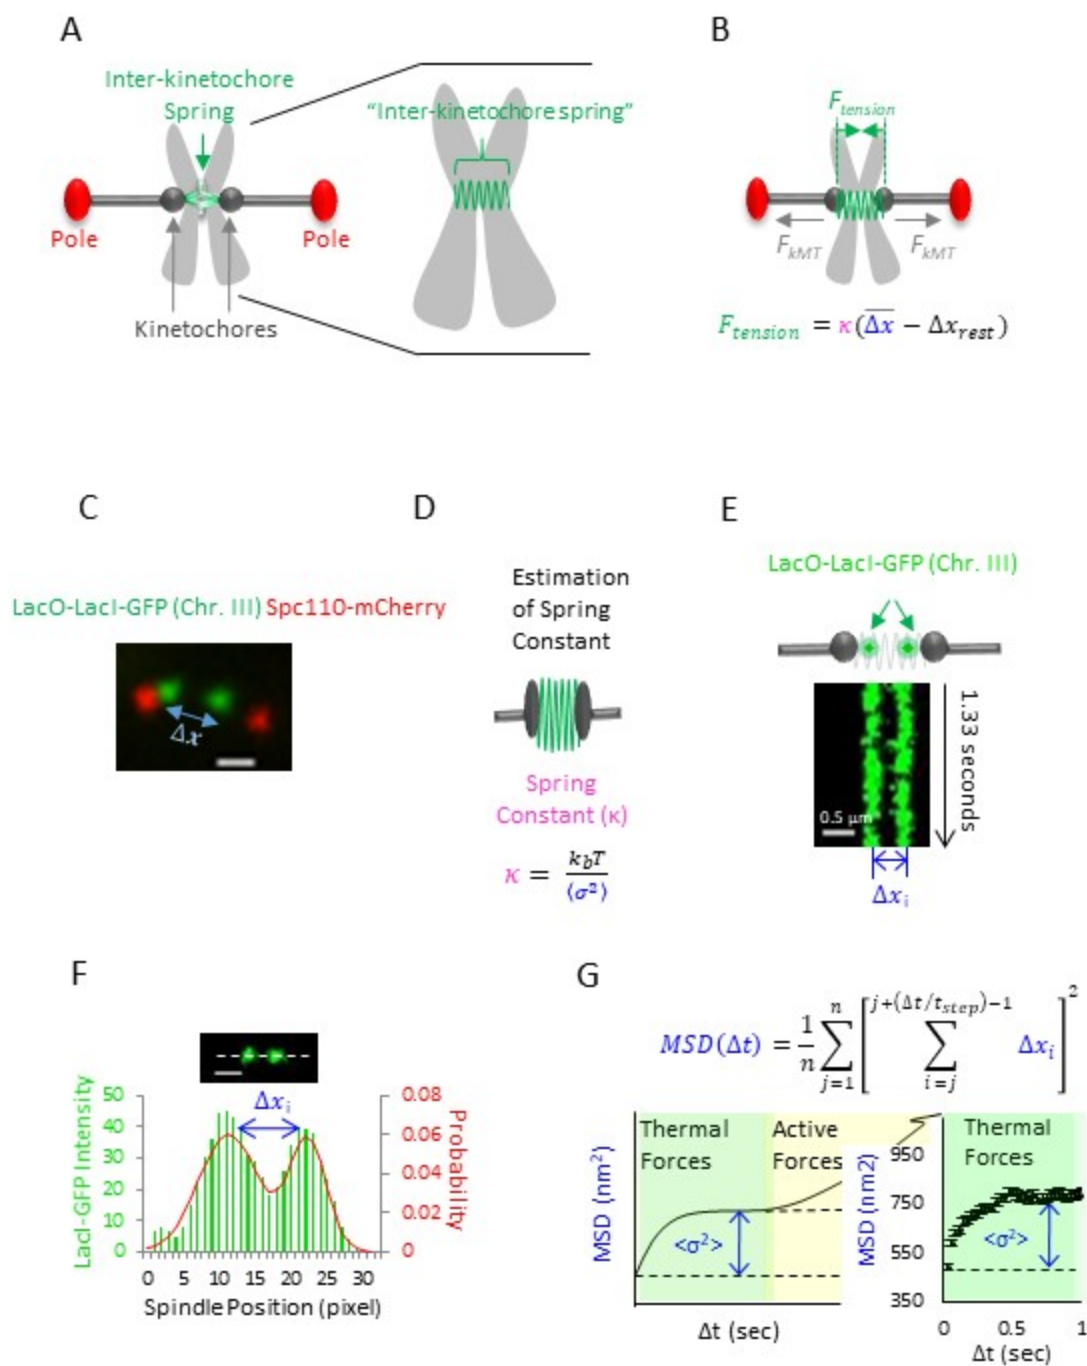 A
Inter-kinetochore
Spring
"Inter-kinetochore spring"
Pole
Pole
Kinetochores
B
F_tension
F_kMT
F_kMT
F_tension = κ(Δx̅ − Δx_rest)
C
LacO-LacI-GFP (Chr. III) Spc110-mCherry
Δx
D
Estimation
of Spring
Constant
Spring
Constant (κ)
κ = k_bT / ⟨σ²⟩
E
LacO-LacI-GFP (Chr. III)
1.33 seconds
0.5 μm
Δx_i
F
Δx_i
LacI-GFP Intensity
50
40
30
20
10
0
0.08
0.06
0.04
0.02
0
Probability
0 5 10 15 20 25 30
Spindle Position (pixel)
G
MSD(Δt) = 1/n ∑_{j=1}^{n} [∑_{i=j}^{j+(Δt/t_step)−1} Δx_i]²
MSD (nm²)
Thermal
Forces
Active
Forces
<σ²>
Δt (sec)
MSD (nm2)
950
750
550
350
Thermal
Forces
<σ²>
0 0.5 1
Δt (sec)